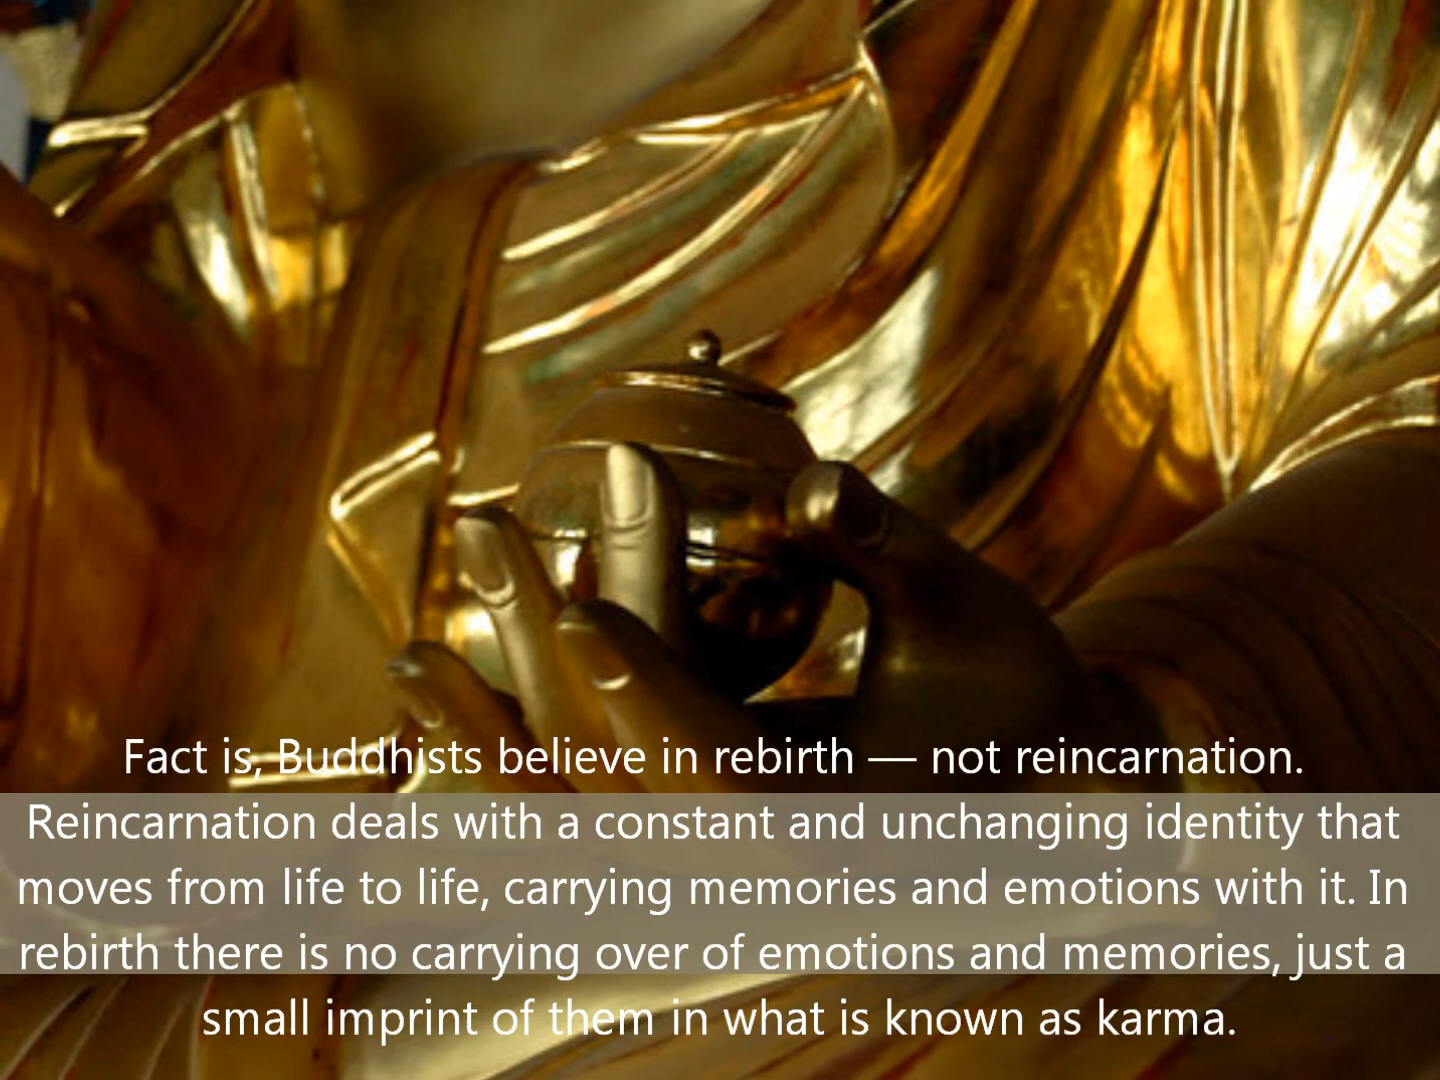 Fact is, Buddhists believe in rebirth — not reincarnation.
Reincarnation deals with a constant and unchanging identity that
moves from life to life, carrying memories and emotions with it. In
rebirth there is no carrying over of emotions and memories, just a
small imprint of them in what is known as karma.